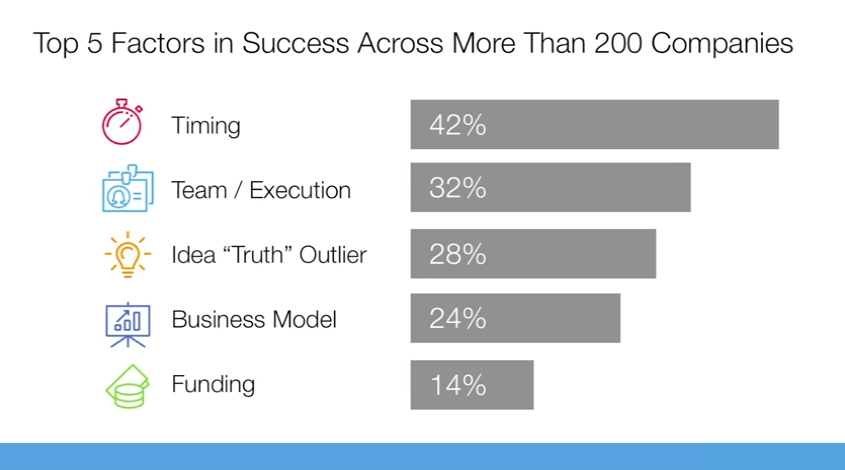 Top 5 Factors in Success Across More Than 200 Companies
Timing 42%
Team / Execution 32%
Idea “Truth” Outlier 28%
Business Model 24%
Funding 14%